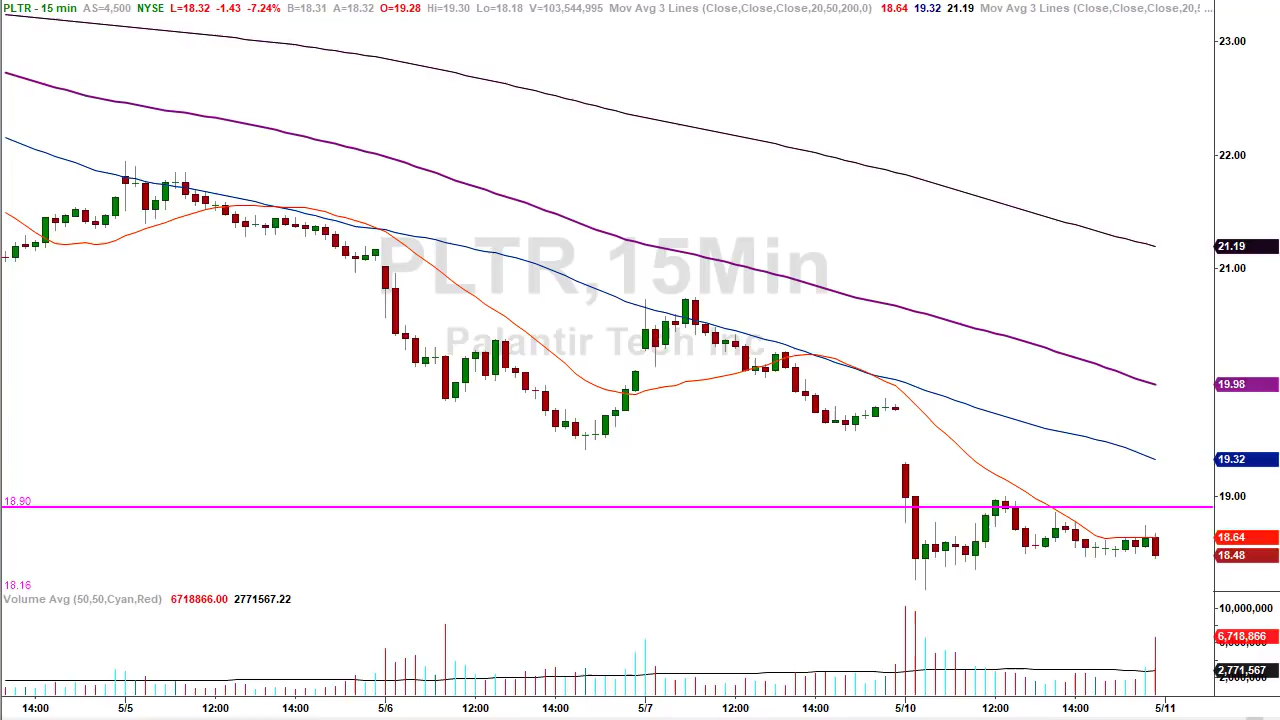 PLTR - 15 min AS=4,500 NYSE L=18.32 -1.43 -7.24% B=18.31 A=18.32 O=19.28 Hi=19.30 Lo=18.18 V=103,544,995 Mov Avg 3 Lines (Close,Close,Close,20,50,200,0) 18.64 19.32 21.19 Mov Avg 3 Lines (Close,Close,Close,20,! ...
23.00
22.00
PLTR,15Min
21.19
21.00
Palantir Tech Inc
19.98
19.32
18.90
19.00
18.64
18.48
18.16
Volume Avg (50,50,Cyan,Red) 6718866.00 2771567.22
10,000,000
6,718,866
2,771,567
14:00 5/5 12:00 14:00 5/6 12:00 14:00 5/7 12:00 14:00 5/10 12:00 14:00 5/11